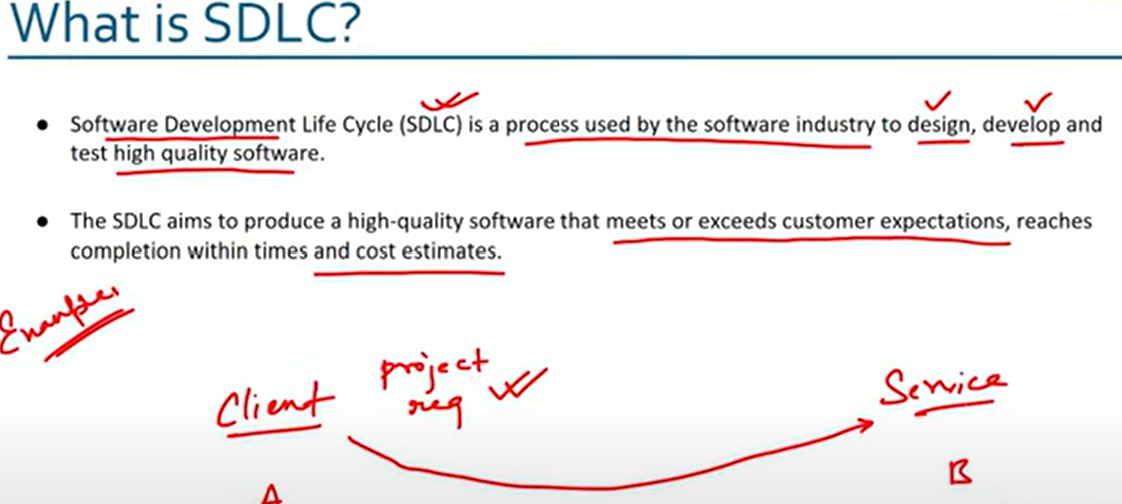 What is SDLC?
● Software Development Life Cycle (SDLC) is a process used by the software industry to design, develop and
test high quality software.
● The SDLC aims to produce a high-quality software that meets or exceeds customer expectations, reaches
completion within times and cost estimates.
Example
project
req
Client
Service
A
B